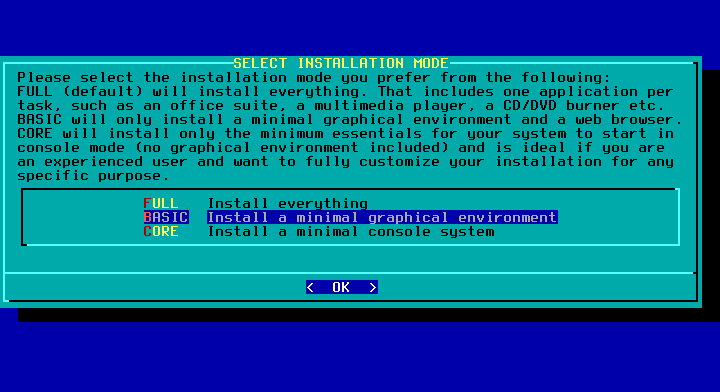 SELECT INSTALLATION MODE
Please select the installation mode you prefer from the following:
FULL (default) will install everything. That includes one application per
task, such as an office suite, a multimedia player, a CD/DVD burner etc.
BASIC will only install a minimal graphical environment and a web browser.
CORE will install only the minimum essentials for your system to start in
console mode (no graphical environment included) and is ideal if you are
an experienced user and want to fully customize your installation for any
specific purpose.
FULL Install everything
BASIC Install a minimal graphical environment
CORE Install a minimal console system
< OK >